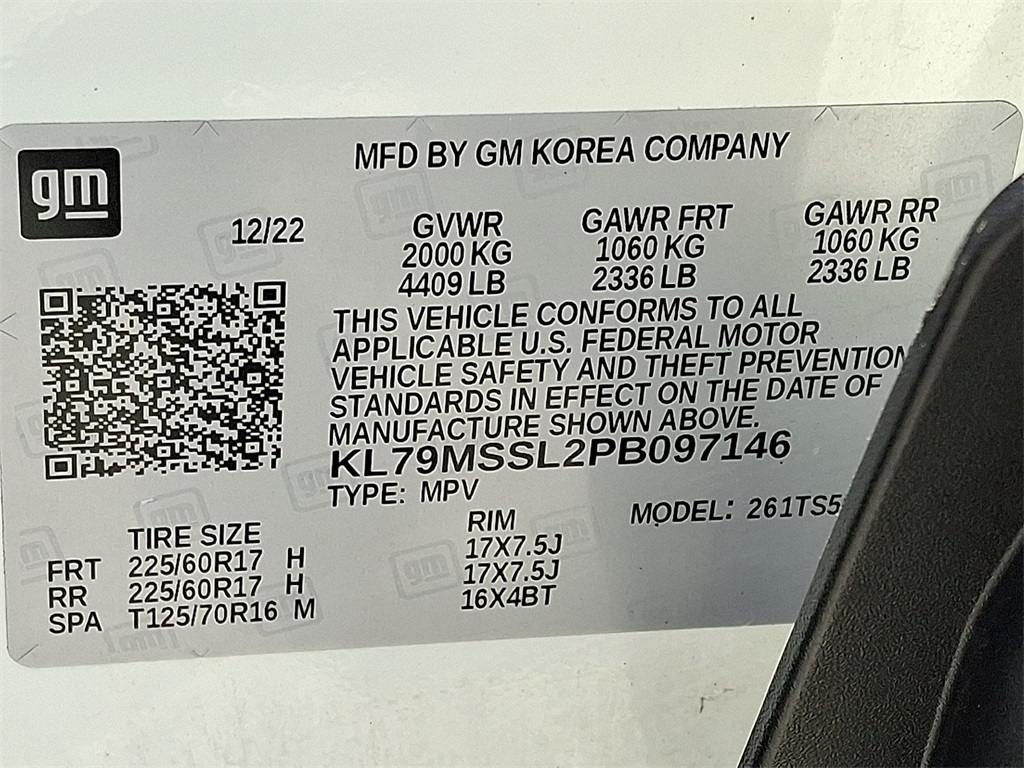 gm
MFD BY GM KOREA COMPANY
12/22
GVWR GAWR FRT GAWR RR
2000 KG 1060 KG 1060 KG
4409 LB 2336 LB 2336 LB
THIS VEHICLE CONFORMS TO ALL
APPLICABLE U.S. FEDERAL MOTOR
VEHICLE SAFETY AND THEFT PREVENTION
STANDARDS IN EFFECT ON THE DATE OF
MANUFACTURE SHOWN ABOVE.
KL79MSSL2PB097146
TYPE: MPV
MODEL: 261TS5
TIRE SIZE RIM
FRT 225/60R17 H 17X7.5J
RR 225/60R17 H 17X7.5J
SPA T125/70R16 M 16X4BT